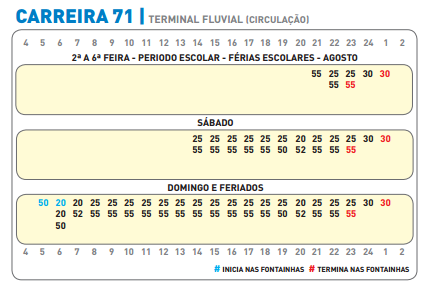 CARREIRA 71 | TERMINAL FLUVIAL (CIRCULAÇÃO)
4 5 6 7 8 9 10 11 12 13 14 15 16 17 18 19 20 21 22 23 24 1 2
2ª A 6ª FEIRA - PERIODO ESCOLAR - FÉRIAS ESCOLARES - AGOSTO
55 25 25 30 30
55 55
SÁBADO
25 25 25 25 25 25 25 20 25 25 30 30
55 55 55 55 55 50 52 55 55 55
DOMINGO E FERIADOS
50 20 20 25 25 25 25 25 25 25 25 25 25 25 25 20 25 25 25 30 30
20 52 55 55 55 55 55 55 55 55 55 55 55 50 52 55 55 55
50
4 5 6 7 8 9 10 11 12 13 14 15 16 17 18 19 20 21 22 23 24 1 2
# INICIA NAS FONTAINHAS # TERMINA NAS FONTAINHAS